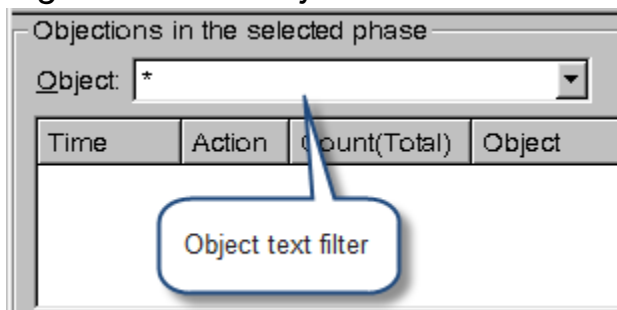 Objections in the selected phase
Object: *
Time Action Count(Total) Object
Object text filter